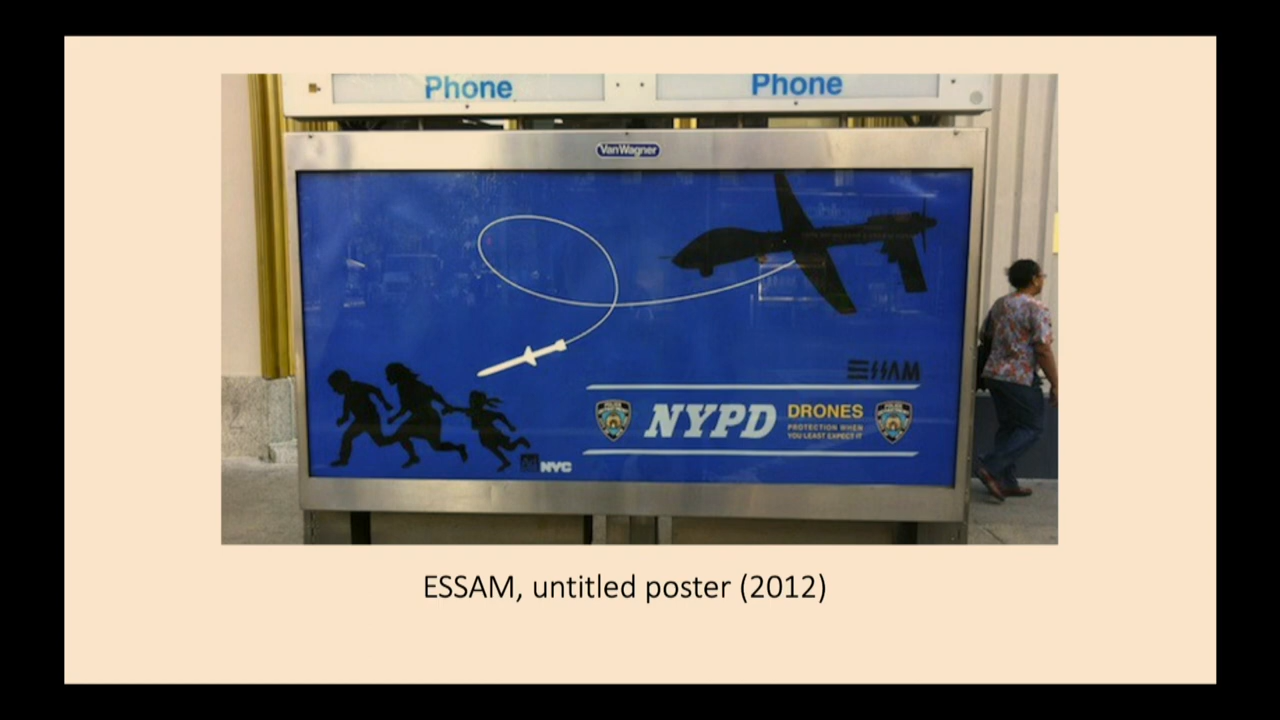 Phone
Phone
VanWagner
ESSAM
NYPD
DRONES
PROTECTION WHEN
YOU LEAST EXPECT IT
NYC
ESSAM, untitled poster (2012)